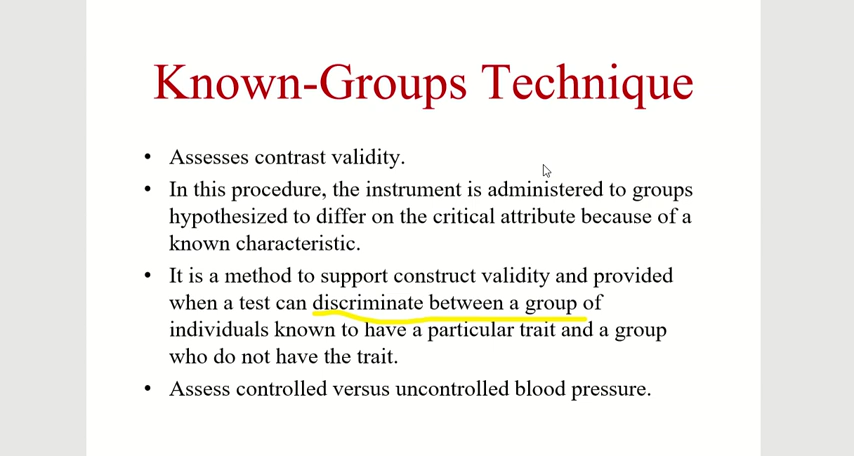 Known-Groups Technique
• Assesses contrast validity.
• In this procedure, the instrument is administered to groups
hypothesized to differ on the critical attribute because of a
known characteristic.
• It is a method to support construct validity and provided
when a test can discriminate between a group of
individuals known to have a particular trait and a group
who do not have the trait.
• Assess controlled versus uncontrolled blood pressure.